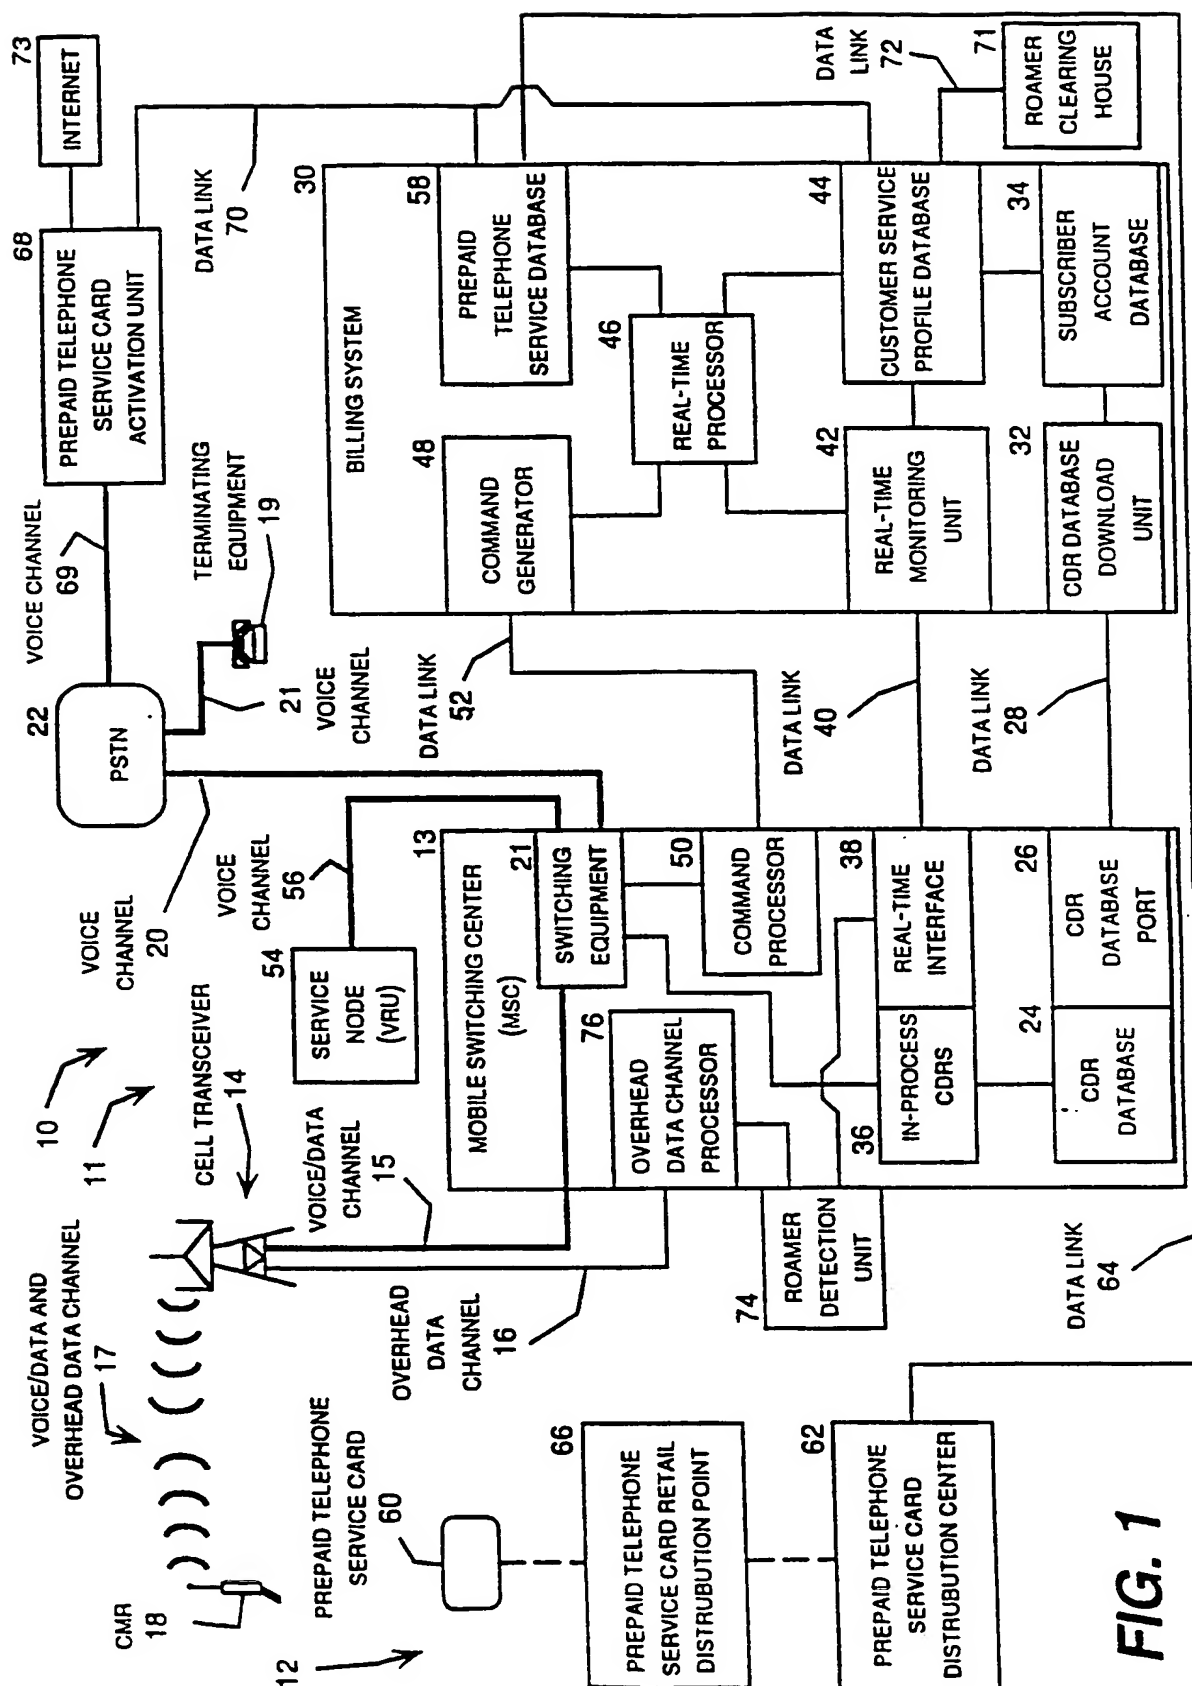 73
INTERNET
68
PREPAID TELEPHONE
SERVICE CARD
ACTIVATION UNIT
DATA LINK
70
VOICE CHANNEL
69
22
PSTN
TERMINATING
EQUIPMENT
19
21
VOICE
CHANNEL
VOICE
CHANNEL
20
30
BILLING SYSTEM
58
PREPAID
TELEPHONE
SERVICE DATABASE
48
COMMAND
GENERATOR
46
REAL-TIME
PROCESSOR
44
CUSTOMER SERVICE
PROFILE DATABASE
42
REAL-TIME
MONITORING
UNIT
34
SUBSCRIBER
ACCOUNT
DATABASE
32
CDR DATABASE
DOWNLOAD
UNIT
DATA
LINK
72
71
ROAMER
CLEARING
HOUSE
DATA LINK
52
DATA LINK
40
DATA LINK
28
VOICE
CHANNEL
56
54
SERVICE
NODE
(VRU)
13
MOBILE SWITCHING CENTER
(MSC)
21
SWITCHING
EQUIPMENT
50
COMMAND
PROCESSOR
76
OVERHEAD
DATA CHANNEL
PROCESSOR
38
REAL-TIME
INTERFACE
36
IN-PROCESS
CDRS
26
CDR
DATABASE
PORT
24
CDR
DATABASE
10
11
CELL TRANSCEIVER
14
VOICE/DATA
CHANNEL
15
OVERHEAD
DATA
CHANNEL
16
74
ROAMER
DETECTION
UNIT
DATA LINK
64
VOICE/DATA AND
OVERHEAD DATA CHANNEL
17
CMR
18
12
PREPAID TELEPHONE
SERVICE CARD
60
66
PREPAID TELEPHONE
SERVICE CARD RETAIL
DISTRUBUTION POINT
62
PREPAID TELEPHONE
SERVICE CARD
DISTRUBUTION CENTER
FIG. 1